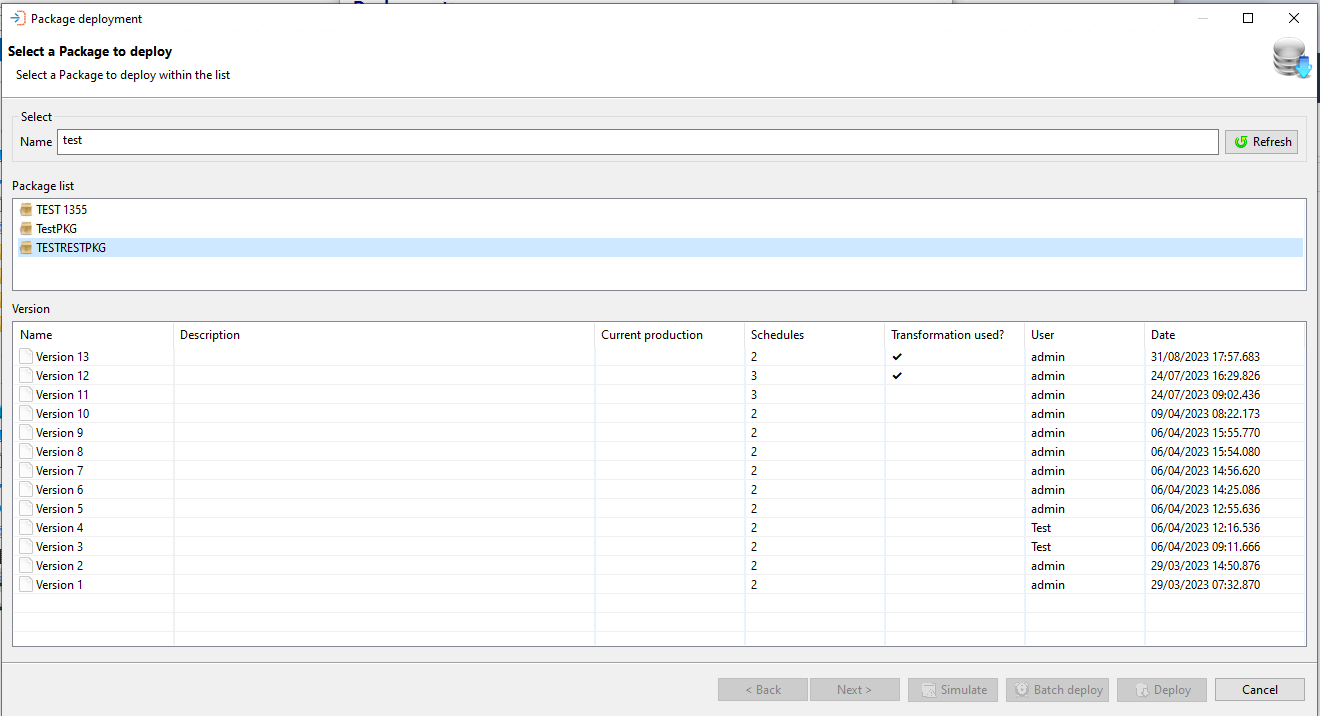 Package deployment
Select a Package to deploy
Select a Package to deploy within the list
Select
Name test Refresh
Package list
TEST 1355
TestPKG
TESTRESTPKG
Version
Name Description Current production Schedules Transformation used? User Date
Version 13 2 ✔ admin 31/08/2023 17:57.683
Version 12 3 ✔ admin 24/07/2023 16:29.826
Version 11 3 admin 24/07/2023 09:02.436
Version 10 2 admin 09/04/2023 08:22.173
Version 9 2 admin 06/04/2023 15:55.770
Version 8 2 admin 06/04/2023 15:54.080
Version 7 2 admin 06/04/2023 14:56.620
Version 6 2 admin 06/04/2023 14:25.086
Version 5 2 admin 06/04/2023 12:55.636
Version 4 2 Test 06/04/2023 12:16.536
Version 3 2 Test 06/04/2023 09:11.666
Version 2 2 admin 29/03/2023 14:50.876
Version 1 2 admin 29/03/2023 07:32.870
< Back Next > Simulate Batch deploy Deploy Cancel